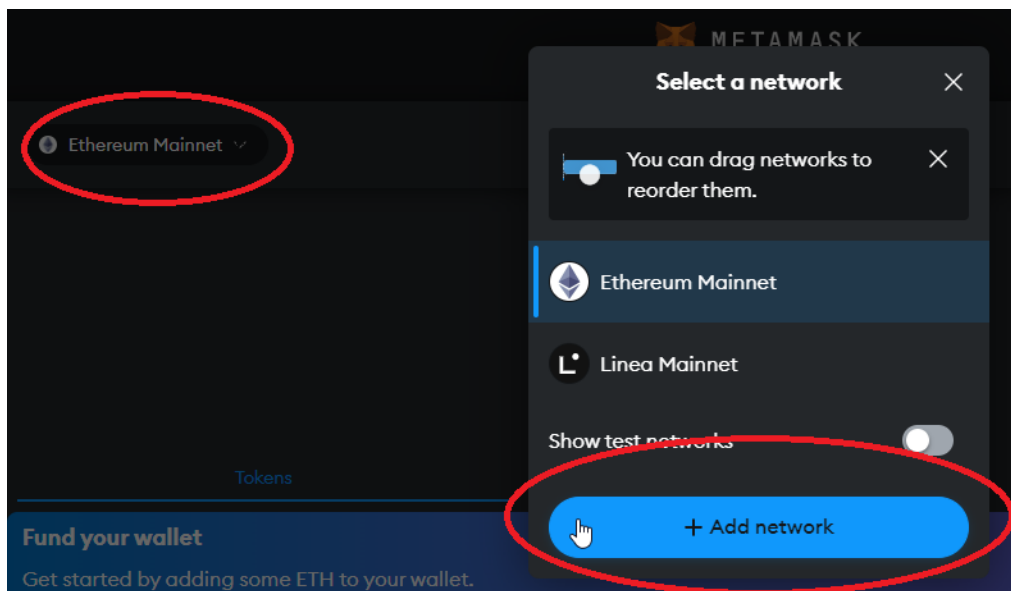 METAMASK
Select a network
Ethereum Mainnet
You can drag networks to
reorder them.
Ethereum Mainnet
Linea Mainnet
Show test networks
Tokens
+ Add network
Fund your wallet
Get started by adding some ETH to your wallet.